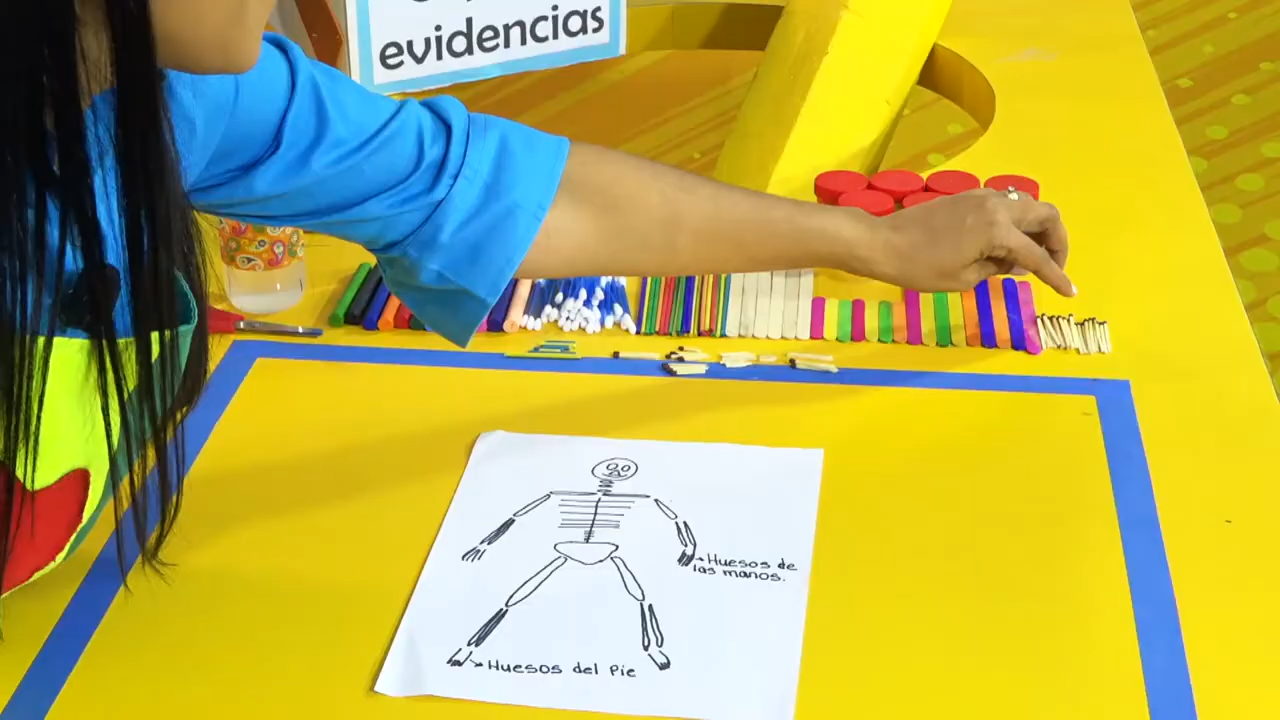 evidencias
Huesos de
las manos.
Huesos del Pie